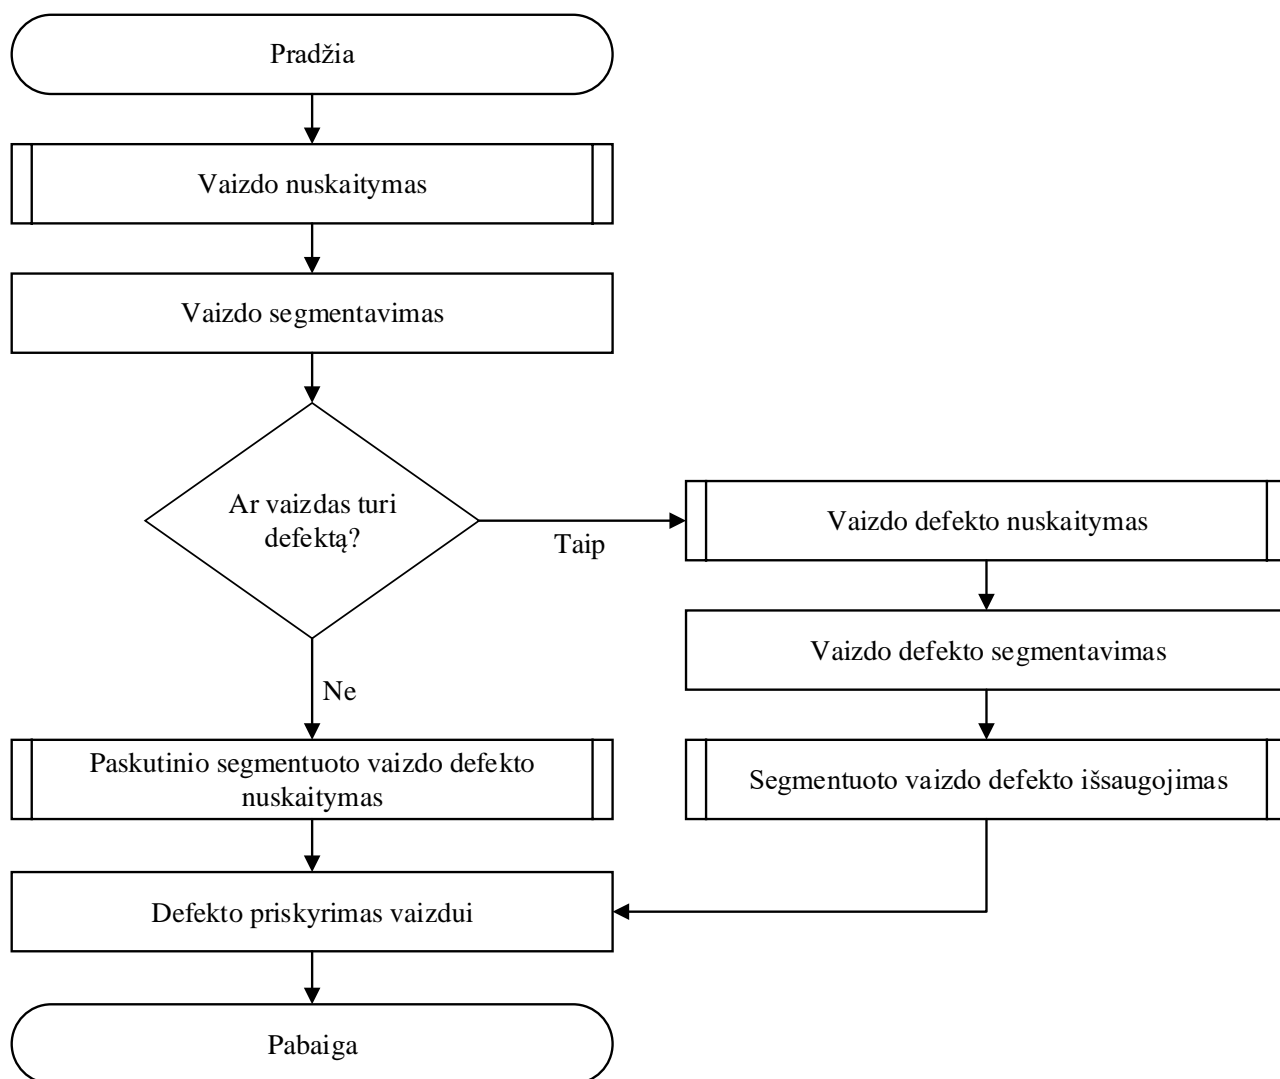 Pradžia
Vaizdo nuskaitymas
Vaizdo segmentavimas
Ar vaizdas turi
defektą?
Taip
Vaizdo defekto nuskaitymas
Vaizdo defekto segmentavimas
Ne
Paskutinio segmentuoto vaizdo defekto
nuskaitymas
Segmentuoto vaizdo defekto išsaugojimas
Defekto priskyrimas vaizdui
Pabaiga